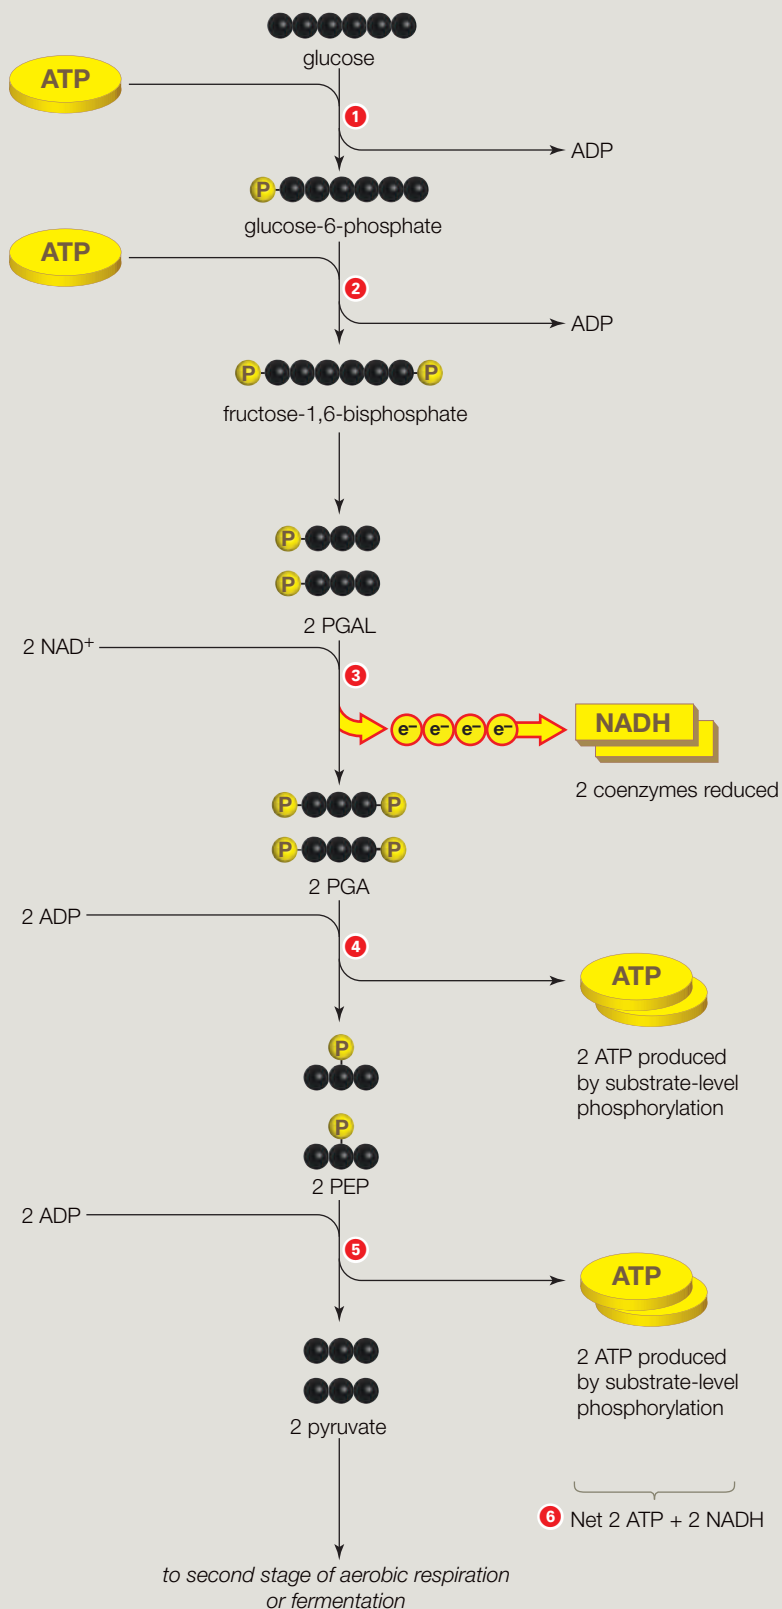 glucose
ATP
1
ADP
P
glucose-6-phosphate
ATP
2
ADP
P P
fructose-1,6-bisphosphate
P
P
2 PGAL
2 NAD⁺
3
e⁻ e⁻ e⁻ e⁻
NADH
2 coenzymes reduced
P P
P P
2 PGA
2 ADP
4
ATP
2 ATP produced
by substrate-level
phosphorylation
P
P
2 PEP
2 ADP
5
ATP
2 ATP produced
by substrate-level
phosphorylation
2 pyruvate
6 Net 2 ATP + 2 NADH
to second stage of aerobic respiration
or fermentation